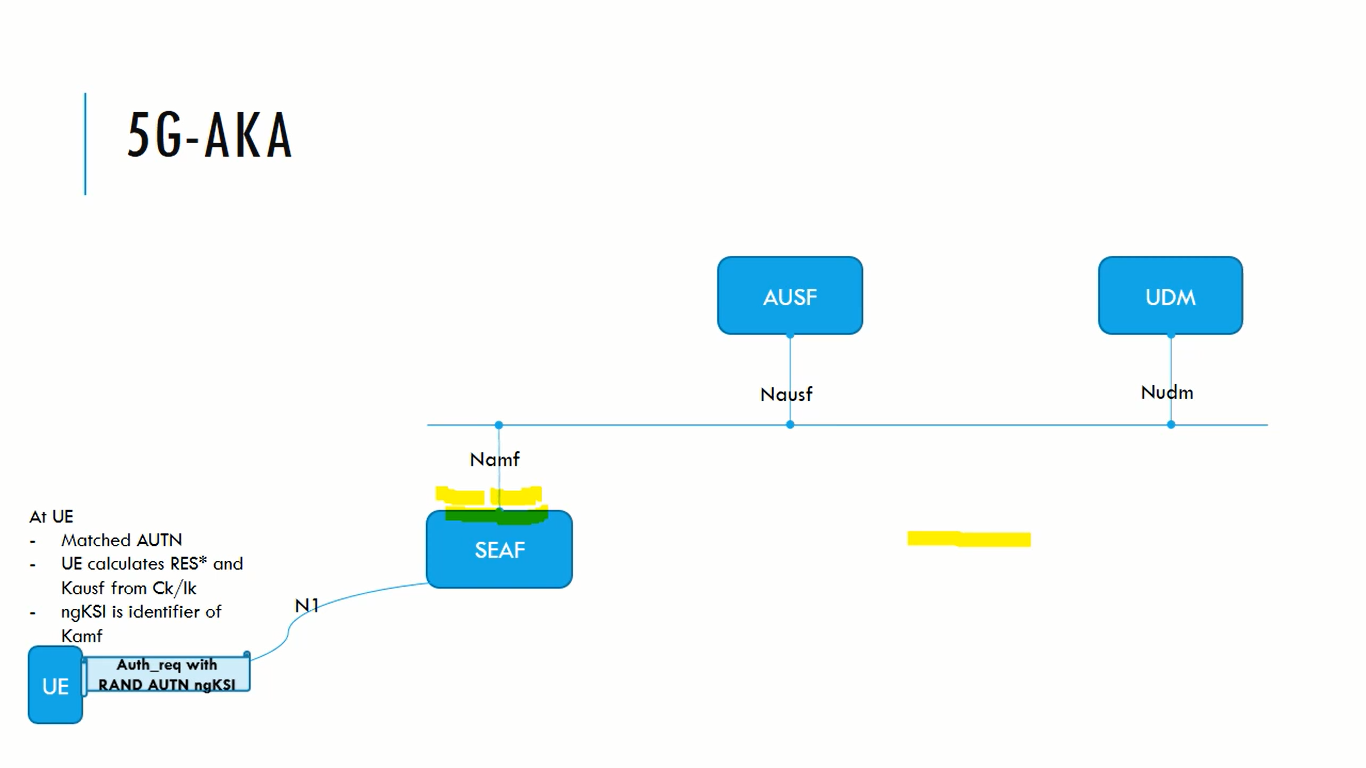 5G-AKA
AUSF
UDM
Nausf
Nudm
Namf
SEAF
At UE
- Matched AUTN
- UE calculates RES* and
Kausf from Ck/Ik
- ngKSI is identifier of
Kamf
N1
UE
Auth_req with
RAND AUTN ngKSI